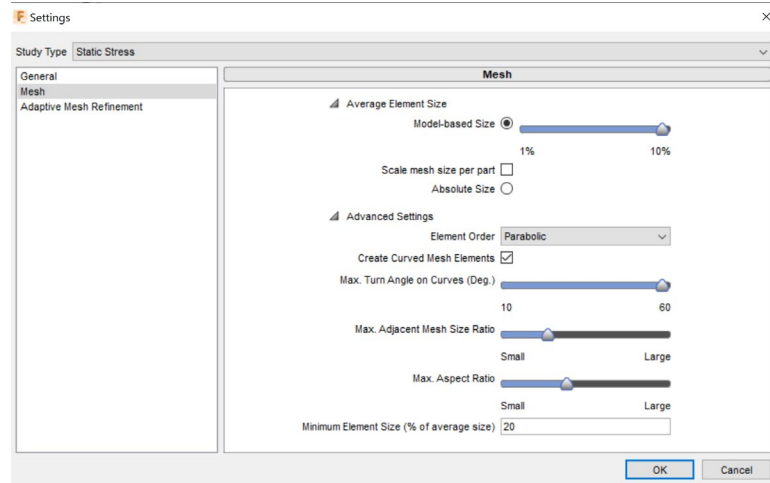 Settings
Study Type Static Stress
General
Mesh
Adaptive Mesh Refinement
Mesh
Average Element Size
Model-based Size
1% 10%
Scale mesh size per part
Absolute Size
Advanced Settings
Element Order Parabolic
Create Curved Mesh Elements
Max. Turn Angle on Curves (Deg.)
10 60
Max. Adjacent Mesh Size Ratio
Small Large
Max. Aspect Ratio
Small Large
Minimum Element Size (% of average size) 20
OK Cancel